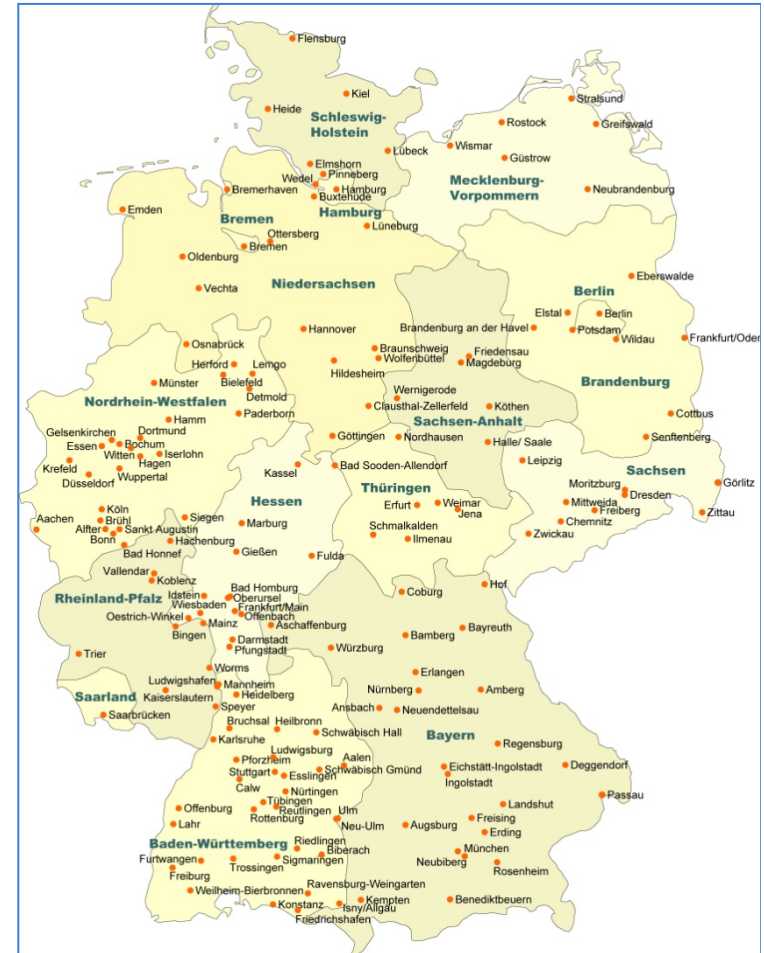 Flensburg
Kiel
Stralsund
Heide
Schleswig-
Holstein
Rostock
Greifswald
Wismar
Lübeck
Güstrow
Elmshorn
Pinneberg
Wedel
Hamburg
Buxtehude
Mecklenburg-
Vorpommern
Neubrandenburg
Bremerhaven
Emden
Bremen
Hamburg
Lüneburg
Ottersberg
Bremen
Oldenburg
Niedersachsen
Vechta
Eberswalde
Berlin
Elstal
Berlin
Brandenburg an der Havel
Potsdam
Wildau
Frankfurt/Oder
Hannover
Osnabrück
Braunschweig
Wolfenbüttel
Hildesheim
Friedensau
Magdeburg
Herford
Lemgo
Bielefeld
Detmold
Münster
Brandenburg
Wernigerode
Nordrhein-Westfalen
Paderborn
Clausthal-Zellerfeld
Köthen
Cottbus
Sachsen-Anhalt
Hamm
Gelsenkirchen
Dortmund
Essen
Bochum
Witten
Iserlohn
Hagen
Krefeld
Wuppertal
Düsseldorf
Göttingen
Nordhausen
Halle/ Saale
Senftenberg
Leipzig
Sachsen
Kassel
Bad Sooden-Allendorf
Thüringen
Moritzburg
Dresden
Görlitz
Mittweida
Freiberg
Zittau
Chemnitz
Zwickau
Hessen
Erfurt
Weimar
Jena
Köln
Brühl
Siegen
Aachen
Alfter
Sankt Augustin
Bonn
Hachenburg
Bad Honnef
Marburg
Schmalkalden
Ilmenau
Gießen
Fulda
Vallendar
Koblenz
Rheinland-Pfalz
Idstein
Bad Homburg
Oberursel
Wiesbaden
Frankfurt/Main
Oestrich-Winkel
Offenbach
Mainz
Aschaffenburg
Bingen
Coburg
Hof
Bayreuth
Bamberg
Darmstadt
Pfungstadt
Würzburg
Trier
Worms
Erlangen
Ludwigshafen
Mannheim
Kaiserslautern
Heidelberg
Nürnberg
Amberg
Saarland
Saarbrücken
Speyer
Ansbach
Neuendettelsau
Bruchsal
Heilbronn
Schwäbisch Hall
Karlsruhe
Bayern
Regensburg
Ludwigsburg
Pforzheim
Aalen
Stuttgart
Schwäbisch Gmünd
Esslingen
Calw
Eichstätt-Ingolstadt
Ingolstadt
Deggendorf
Nürtingen
Tübingen
Passau
Offenburg
Reutlingen
Ulm
Rottenburg
Neu-Ulm
Landshut
Lahr
Augsburg
Freising
Erding
Baden-Württemberg
Riedlingen
Biberach
München
Neubiberg
Furtwangen
Trossingen
Sigmaringen
Rosenheim
Freiburg
Weilheim-Bierbronnen
Ravensburg-Weingarten
Kempten
Benediktbeuern
Konstanz
Isny/Allgäu
Friedrichshafen